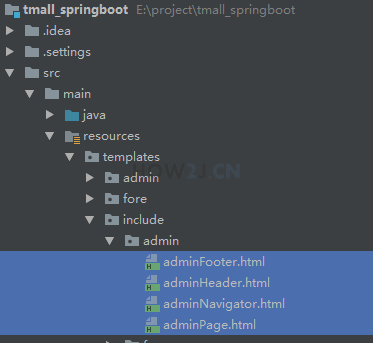 tmall_springboot E:\project\tmall_springboot
.idea
.settings
src
main
java
resources
templates
admin
fore
include
admin
adminFooter.html
adminHeader.html
adminNavigator.html
adminPage.html
HOW2J.CN